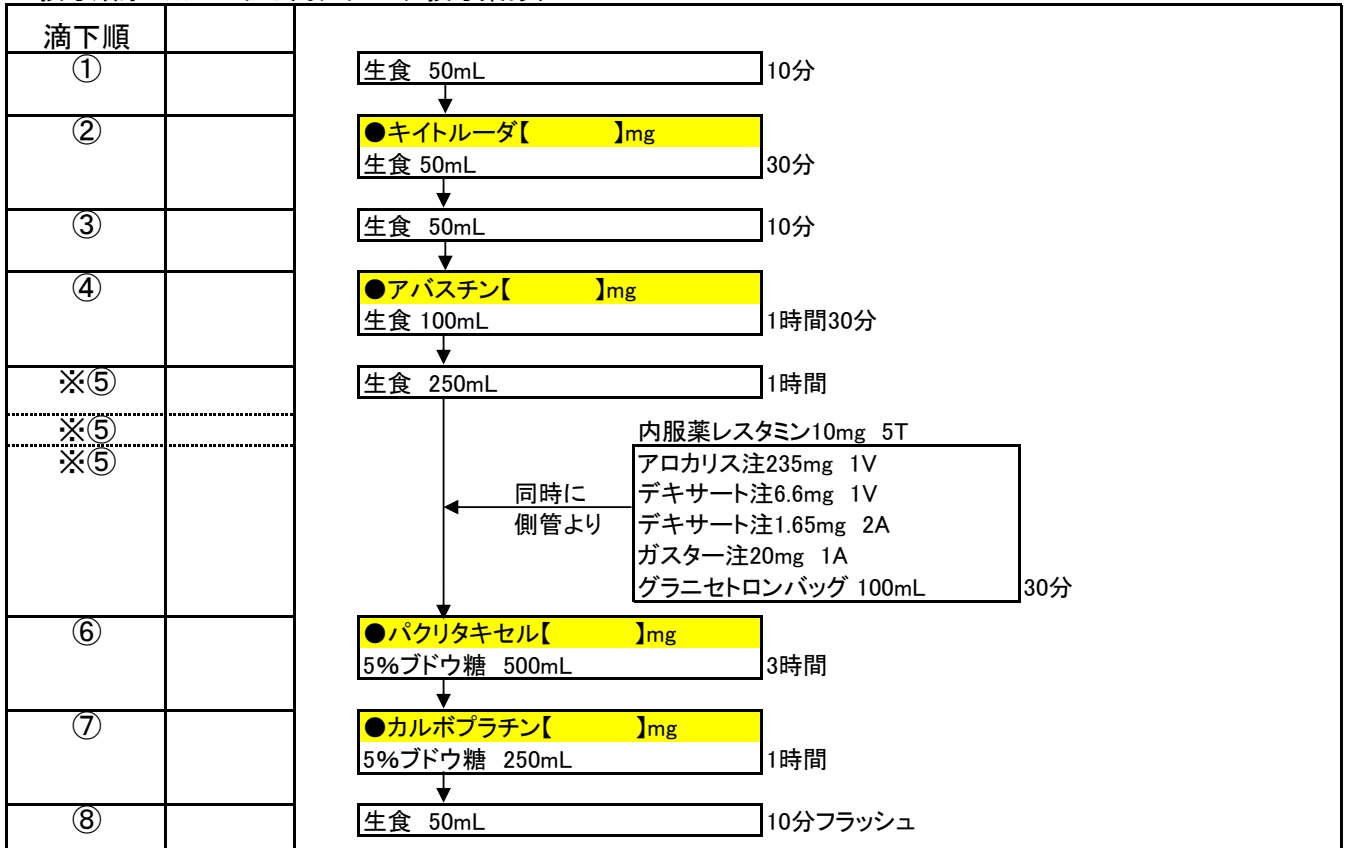 滴下順
① 生食 50mL 10分
② ●キイトルーダ【 】mg
生食 50mL 30分
③ 生食 50mL 10分
④ ●アバスチン【 】mg
生食 100mL 1時間30分
※⑤ 生食 250mL 1時間
※⑤ 内服薬レスタミン10mg 5T
※⑤ アロカリス注235mg 1V
同時に デキサート注6.6mg 1V
側管より デキサート注1.65mg 2A
ガスター注20mg 1A
グラニセトロンバッグ 100mL 30分
⑥ ●パクリタキセル【 】mg
5%ブドウ糖 500mL 3時間
⑦ ●カルボプラチン【 】mg
5%ブドウ糖 250mL 1時間
⑧ 生食 50mL 10分フラッシュ